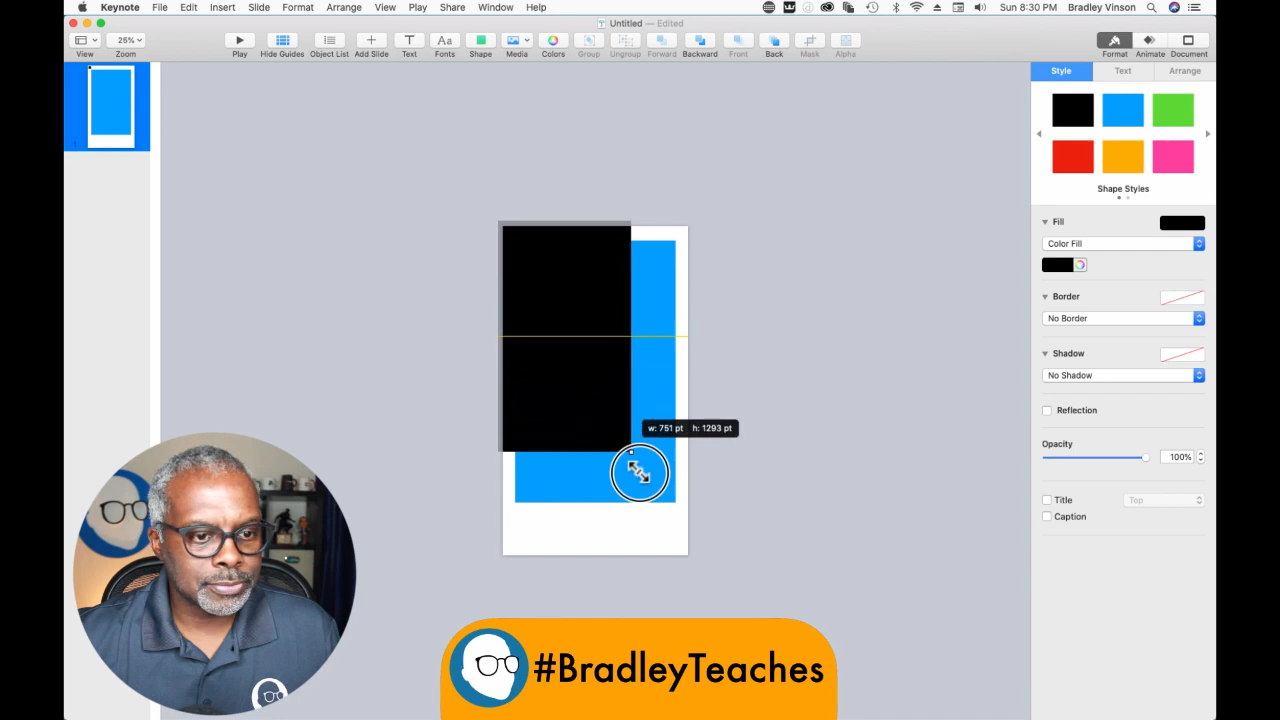 Keynote File Edit Insert Slide Format Arrange View Play Share Window Help
Sun 8:30 PM Bradley Vinson
Untitled — Edited
25%
View Zoom Play Hide Guides Object List Add Slide Text Fonts Shape Media Colors Group Ungroup Forward Backward Front Back Mask Alpha Format Animate Document
Style Text Arrange
Shape Styles
Fill
Color Fill
Border
No Border
Shadow
No Shadow
Reflection
Opacity
100%
Title Top
Caption
w: 751 pt h: 1293 pt
1
#BradleyTeaches